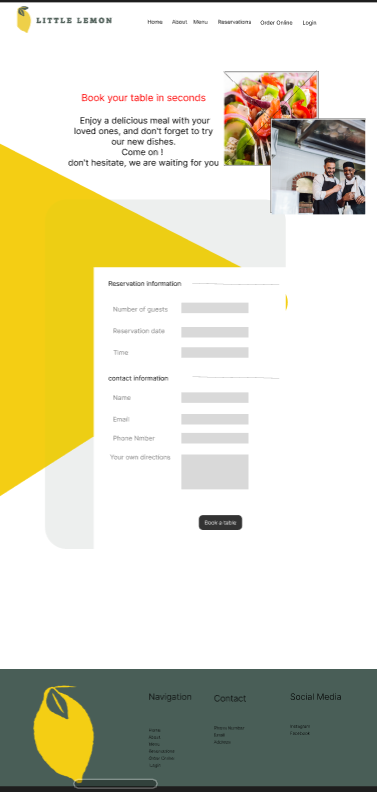 LITTLE LEMON
Home About Menu Reservations Order Online Login
Book your table in seconds
Enjoy a delicious meal with your
loved ones, and don't forget to try
our new dishes.
Come on !
don't hesitate, we are waiting for you
Reservation information
Number of guests
Reservation date
Time
contact information
Name
Email
Phone Nmber
Your own directions
Book a table
Navigation
Home
About
Menu
Reservations
Order Online
Login
Contact
Phone Number
Email
Address
Social Media
Instagram
Facebook